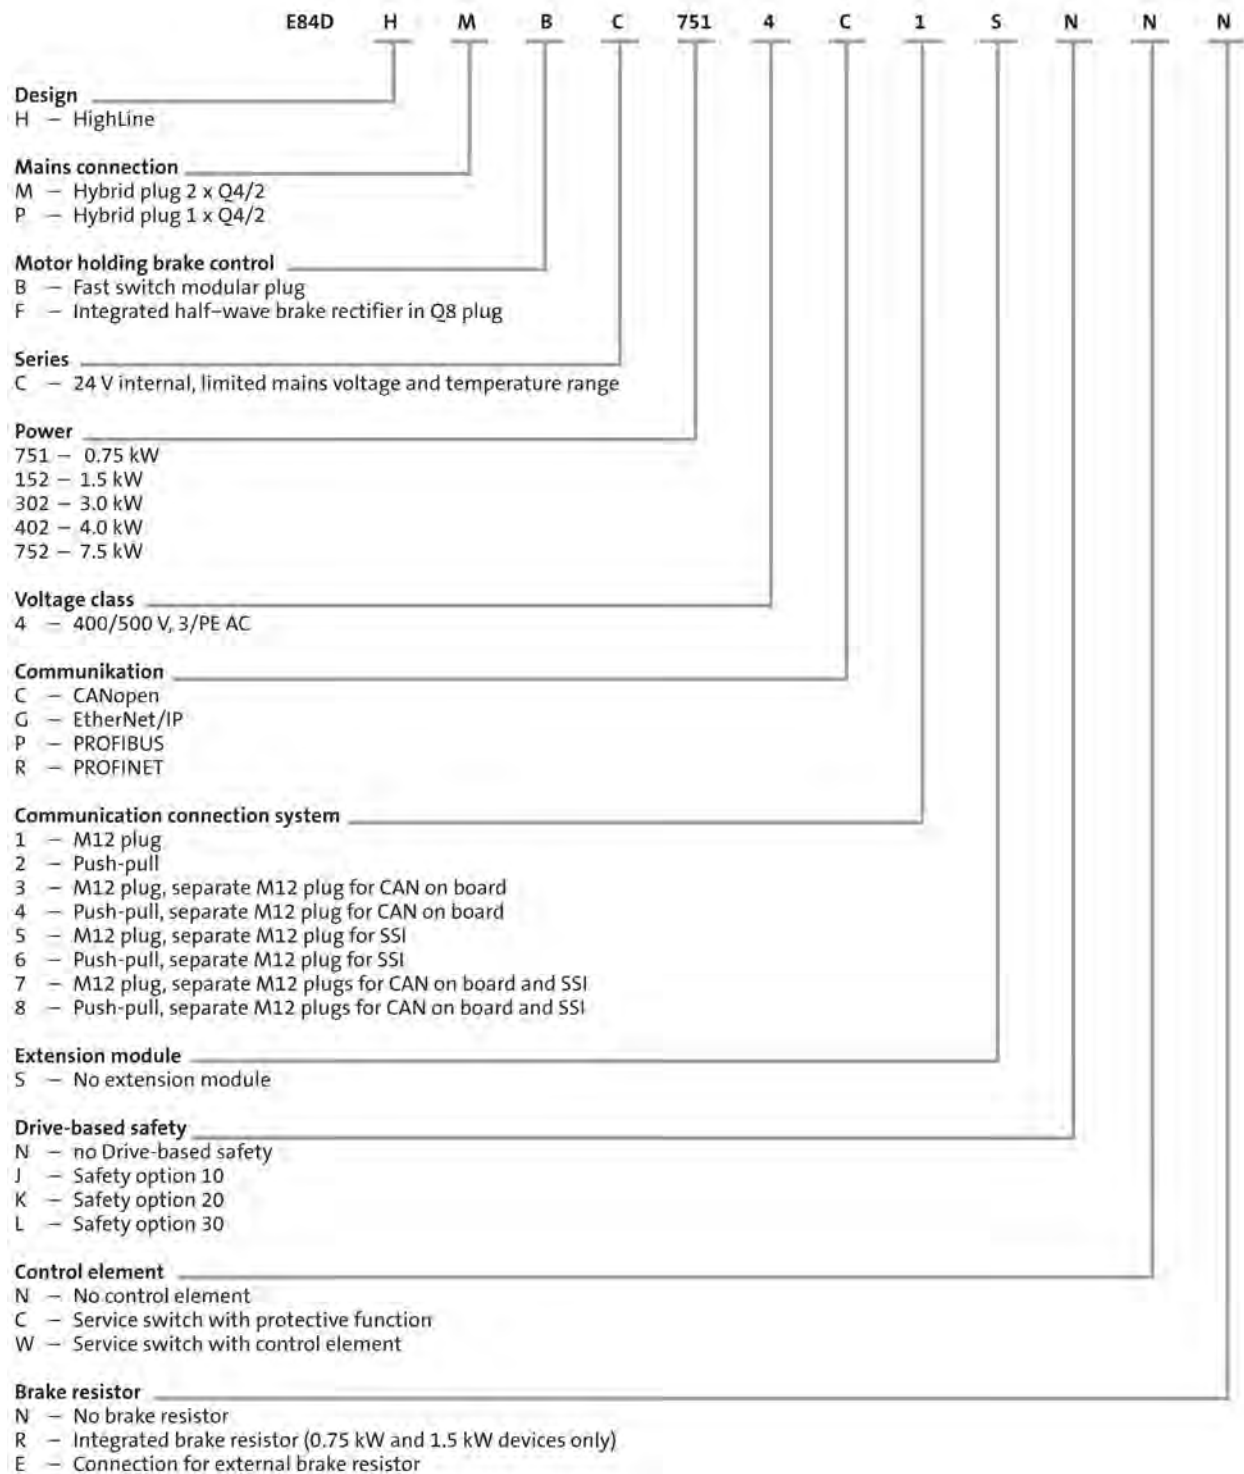 E84D H M B C 751 4 C 1 S N N N
Design
H – HighLine
Mains connection
M – Hybrid plug 2 x Q4/2
P – Hybrid plug 1 x Q4/2
Motor holding brake control
B – Fast switch modular plug
F – Integrated half–wave brake rectifier in Q8 plug
Series
C – 24 V internal, limited mains voltage and temperature range
Power
751 – 0.75 kW
152 – 1.5 kW
302 – 3.0 kW
402 – 4.0 kW
752 – 7.5 kW
Voltage class
4 – 400/500 V, 3/PE AC
Communikation
C – CANopen
G – EtherNet/IP
P – PROFIBUS
R – PROFINET
Communication connection system
1 – M12 plug
2 – Push-pull
3 – M12 plug, separate M12 plug for CAN on board
4 – Push-pull, separate M12 plug for CAN on board
5 – M12 plug, separate M12 plug for SSI
6 – Push-pull, separate M12 plug for SSI
7 – M12 plug, separate M12 plugs for CAN on board and SSI
8 – Push-pull, separate M12 plugs for CAN on board and SSI
Extension module
S – No extension module
Drive-based safety
N – no Drive-based safety
J – Safety option 10
K – Safety option 20
L – Safety option 30
Control element
N – No control element
C – Service switch with protective function
W – Service switch with control element
Brake resistor
N – No brake resistor
R – Integrated brake resistor (0.75 kW and 1.5 kW devices only)
E – Connection for external brake resistor